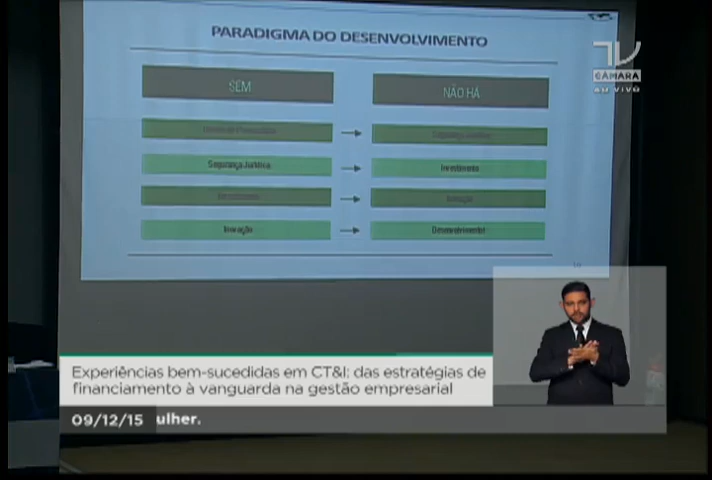 PARADIGMA DO DESENVOLVIMENTO
SEM
NÃO HÁ
Segurança Jurídica
Investimento
Inovação
Desenvolvimento
TV
CÂMARA
AO VIVO
Experiências bem-sucedidas em CT&I: das estratégias de
financiamento à vanguarda na gestão empresarial
09/12/15 ulher.